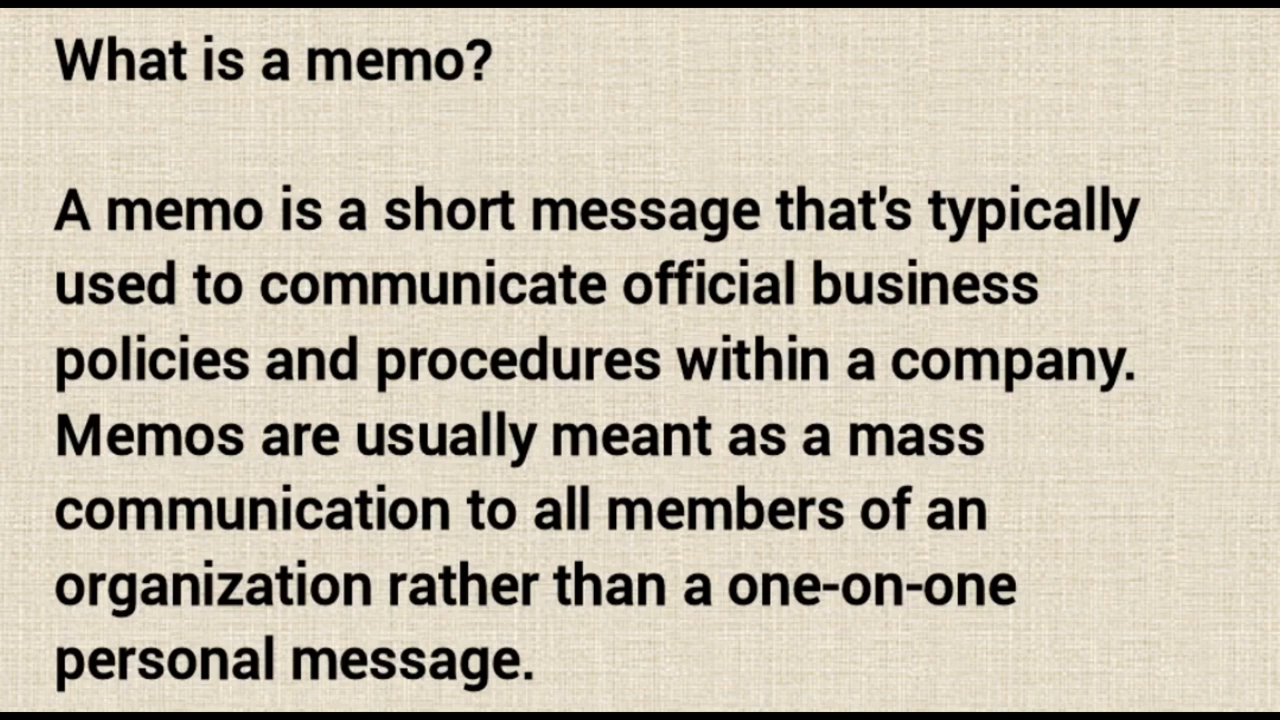 What is a memo?
A memo is a short message that's typically
used to communicate official business
policies and procedures within a company.
Memos are usually meant as a mass
communication to all members of an
organization rather than a one-on-one
personal message.